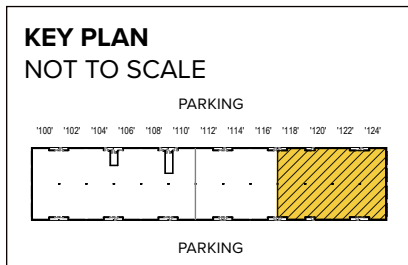 KEY PLAN
NOT TO SCALE
PARKING
'100' '102' '104' '106' '108' '110' '112' '114' '116' '118' '120' '122' '124'
PARKING